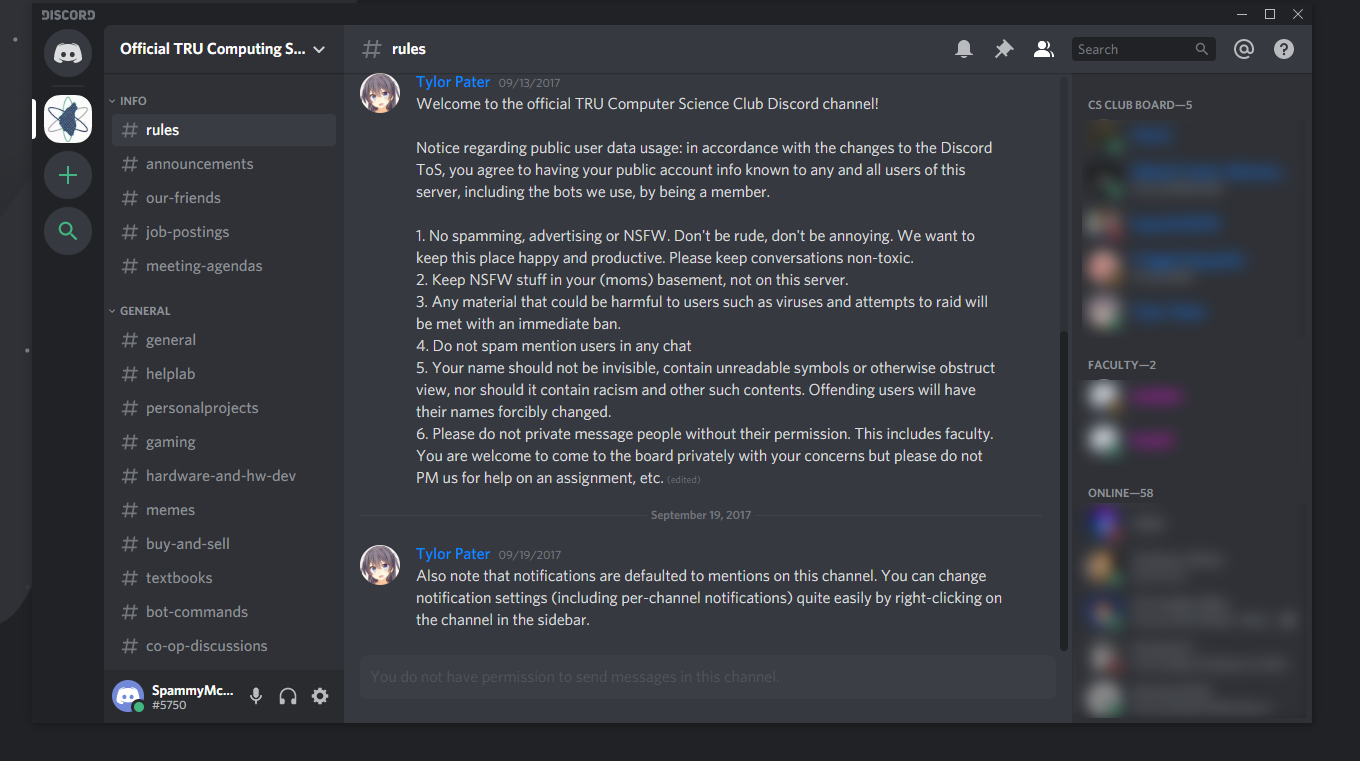 DISCORD
Official TRU Computing S...
INFO
# rules
# announcements
# our-friends
# job-postings
# meeting-agendas
GENERAL
# general
# helplab
# personalprojects
# gaming
# hardware-and-hw-dev
# memes
# buy-and-sell
# textbooks
# bot-commands
# co-op-discussions
SpammyMc...
#5750
# rules
Search
Tylor Pater 09/13/2017
Welcome to the official TRU Computer Science Club Discord channel!
Notice regarding public user data usage: in accordance with the changes to the Discord
ToS, you agree to having your public account info known to any and all users of this
server, including the bots we use, by being a member.
1. No spamming, advertising or NSFW. Don't be rude, don't be annoying. We want to
keep this place happy and productive. Please keep conversations non-toxic.
2. Keep NSFW stuff in your (moms) basement, not on this server.
3. Any material that could be harmful to users such as viruses and attempts to raid will
be met with an immediate ban.
4. Do not spam mention users in any chat
5. Your name should not be invisible, contain unreadable symbols or otherwise obstruct
view, nor should it contain racism and other such contents. Offending users will have
their names forcibly changed.
6. Please do not private message people without their permission. This includes faculty.
You are welcome to come to the board privately with your concerns but please do not
PM us for help on an assignment, etc. (edited)
September 19, 2017
Tylor Pater 09/19/2017
Also note that notifications are defaulted to mentions on this channel. You can change
notification settings (including per-channel notifications) quite easily by right-clicking on
the channel in the sidebar.
You do not have permission to send messages in this channel.
CS CLUB BOARD—5
FACULTY—2
ONLINE—58